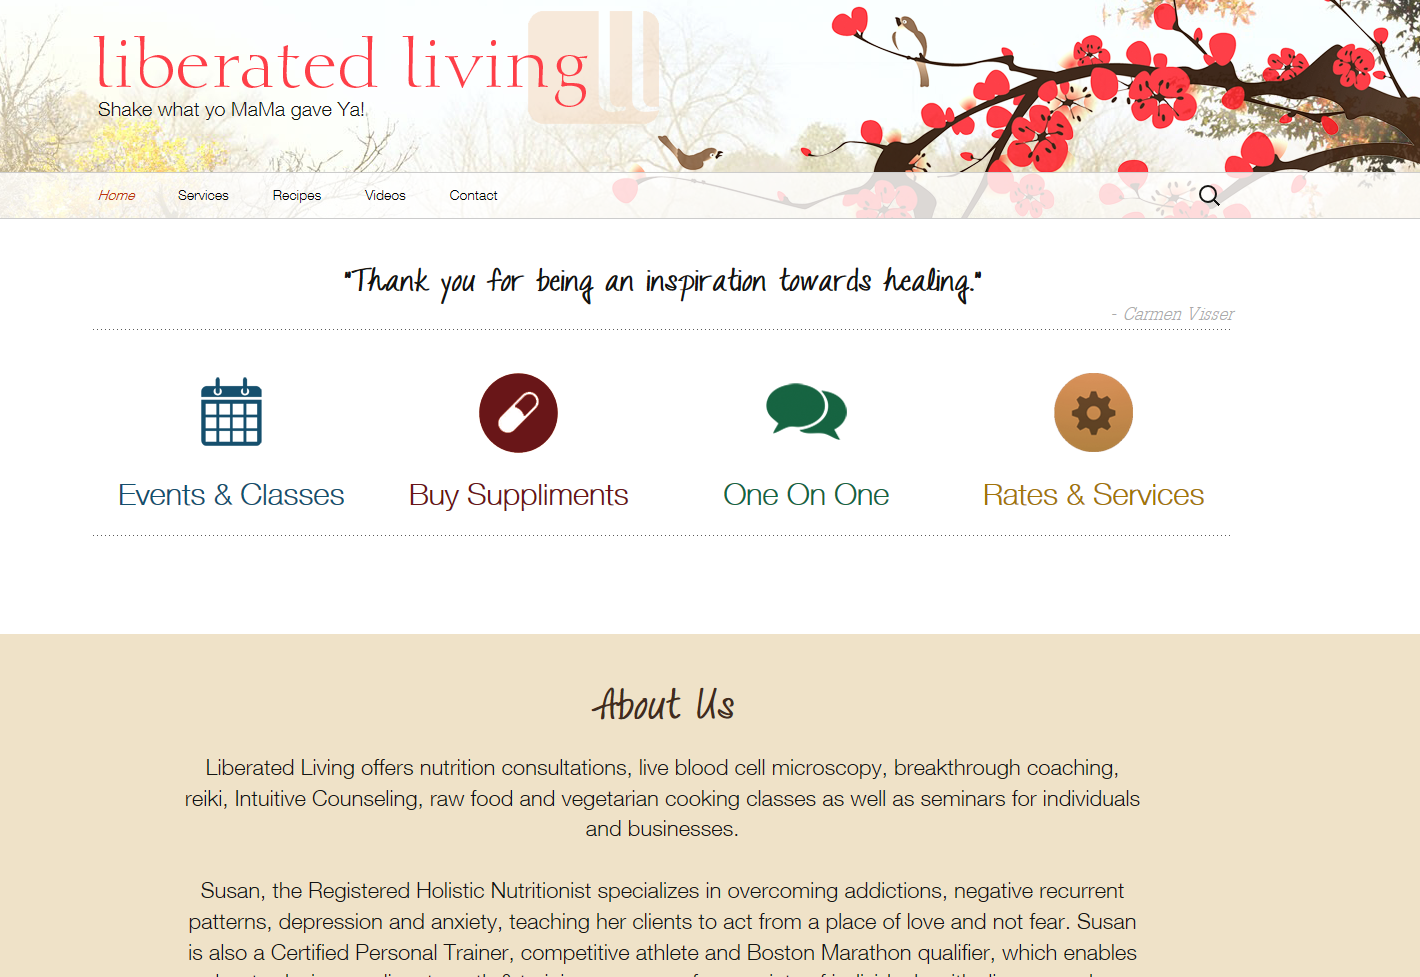 liberated living
Shake what yo MaMa gave Ya!
Home Services Recipes Videos Contact
"Thank you for being an inspiration towards healing."
- Carmen Visser
Events & Classes Buy Suppliments One On One Rates & Services
About Us
Liberated Living offers nutrition consultations, live blood cell microscopy, breakthrough coaching,
reiki, Intuitive Counseling, raw food and vegetarian cooking classes as well as seminars for individuals
and businesses.
Susan, the Registered Holistic Nutritionist specializes in overcoming addictions, negative recurrent
patterns, depression and anxiety, teaching her clients to act from a place of love and not fear. Susan
is also a Certified Personal Trainer, competitive athlete and Boston Marathon qualifier, which enables